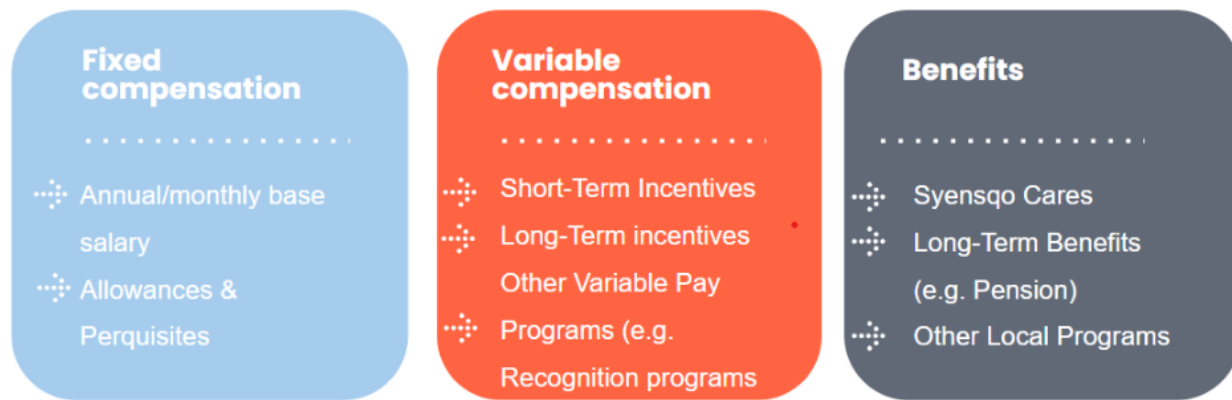 Fixed
compensation
Annual/monthly base
salary
Allowances &
Perquisites
Variable
compensation
Short-Term Incentives
Long-Term incentives
Other Variable Pay
Programs (e.g.
Recognition programs
Benefits
Syensqo Cares
Long-Term Benefits
(e.g. Pension)
Other Local Programs